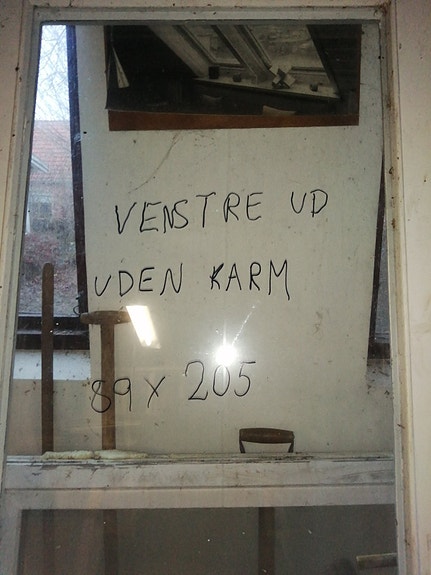 VENSTRE UD
UDEN KARM
89 X 205